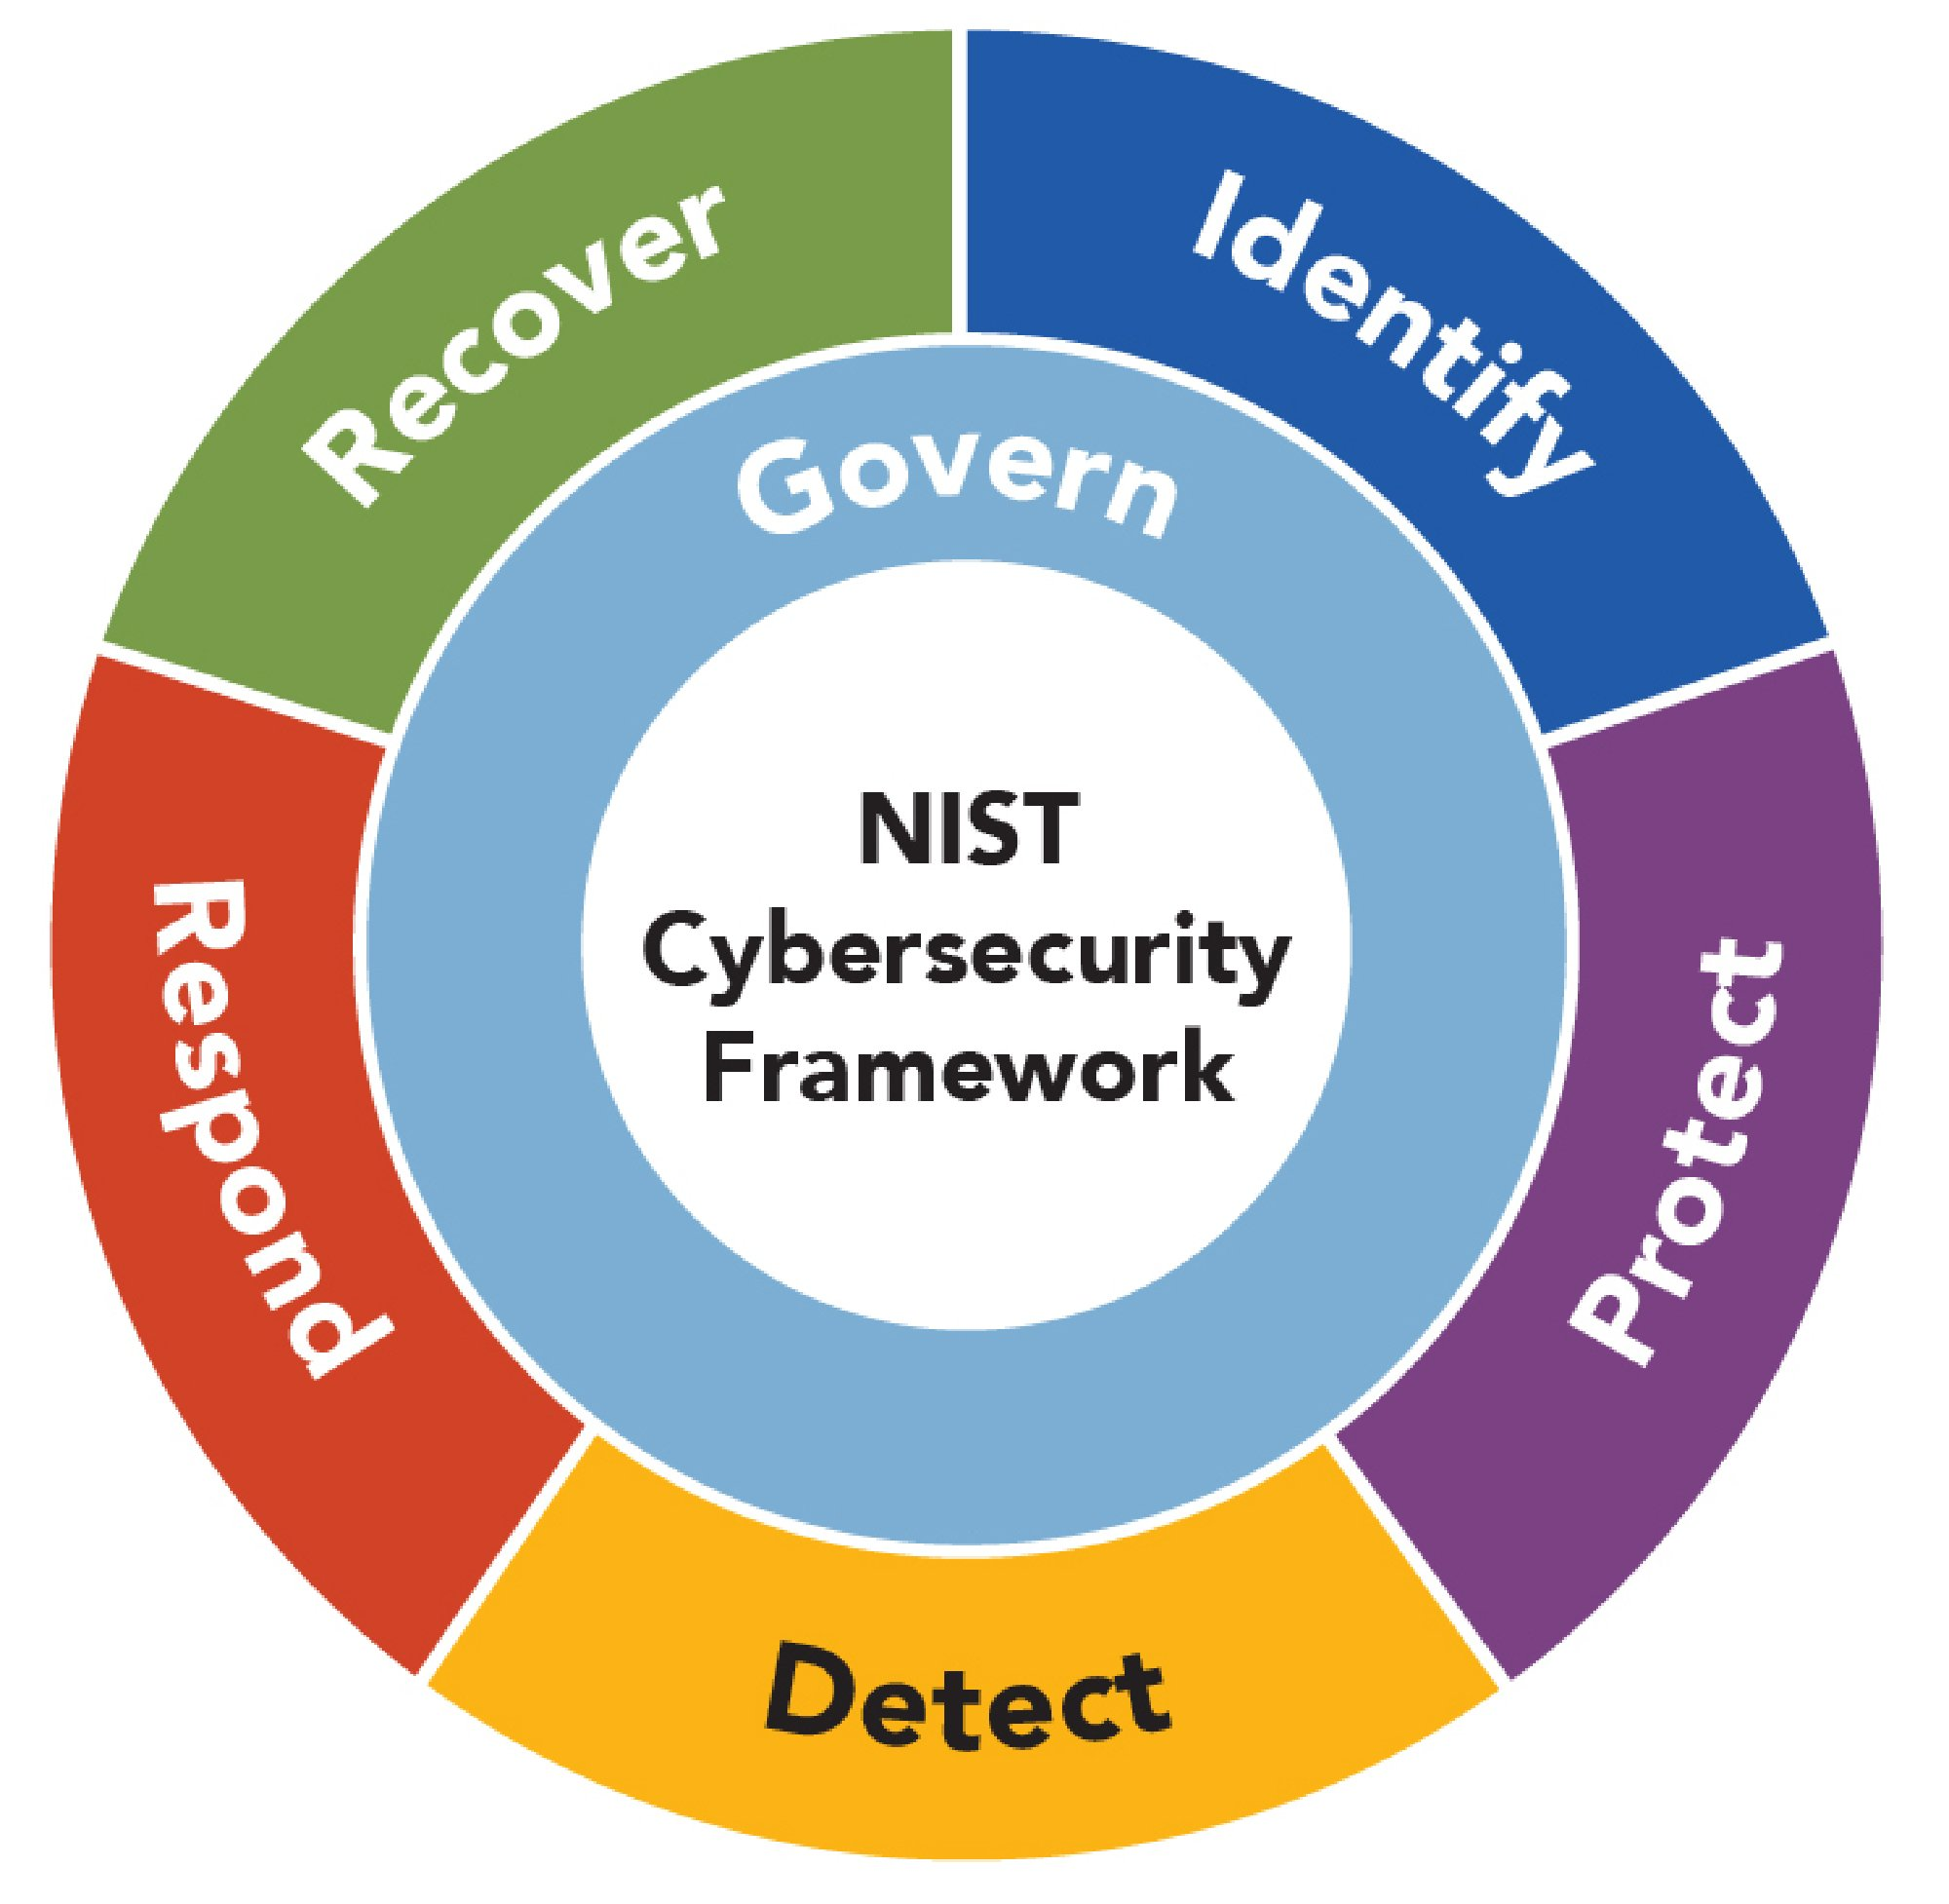 Recover
Identify
Govern
NIST
Cybersecurity
Framework
Respond
Protect
Detect